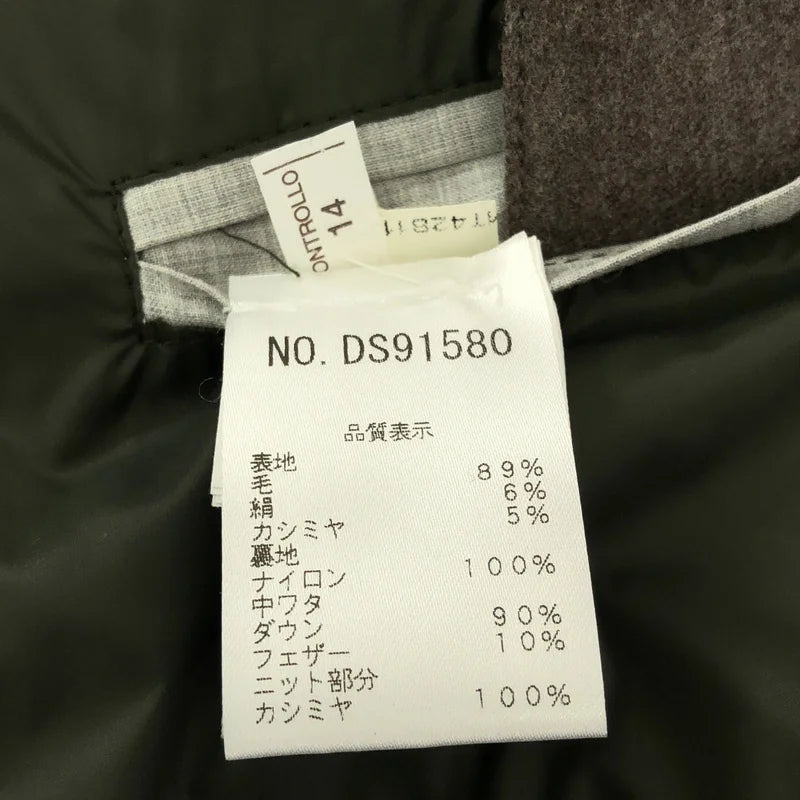 CONTROLLO
14
MT42811
NO. DS91580
品質表示
表地
毛 89%
絹 6%
カシミヤ 5%
裏地
ナイロン 100%
中ワタ
ダウン 90%
フェザー 10%
ニット部分
カシミヤ 100%